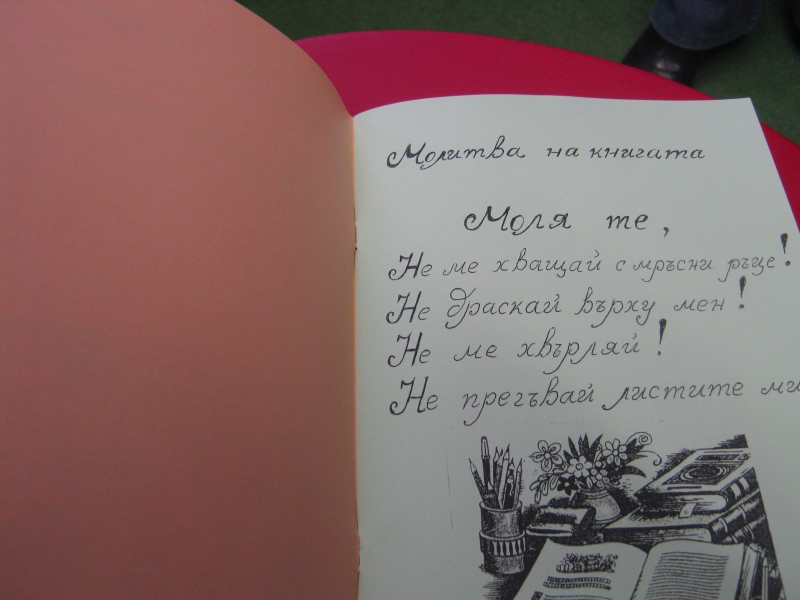 Молитва на книгата
Моля те,
Не ме хващай с мръсни ръце!
Не драскай върху мен!
Не ме хвърляй!
Не прегъвай листите ми